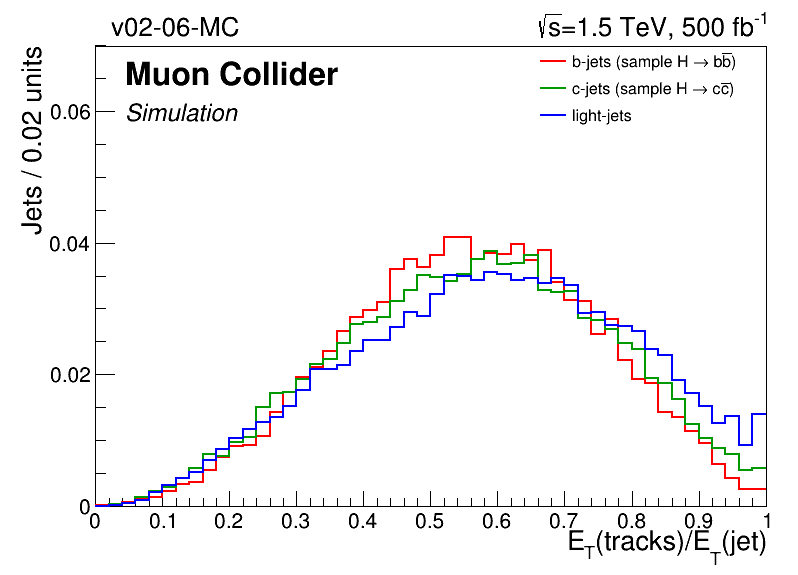 v02-06-MC
√s=1.5 TeV, 500 fb⁻¹
Muon Collider
Simulation
b-jets (sample H → bb̅)
c-jets (sample H → cc̅)
light-jets
Jets / 0.02 units
0.06
0.04
0.02
0
0 0.1 0.2 0.3 0.4 0.5 0.6 0.7 0.8 0.9 1
E_T(tracks)/E_T(jet)